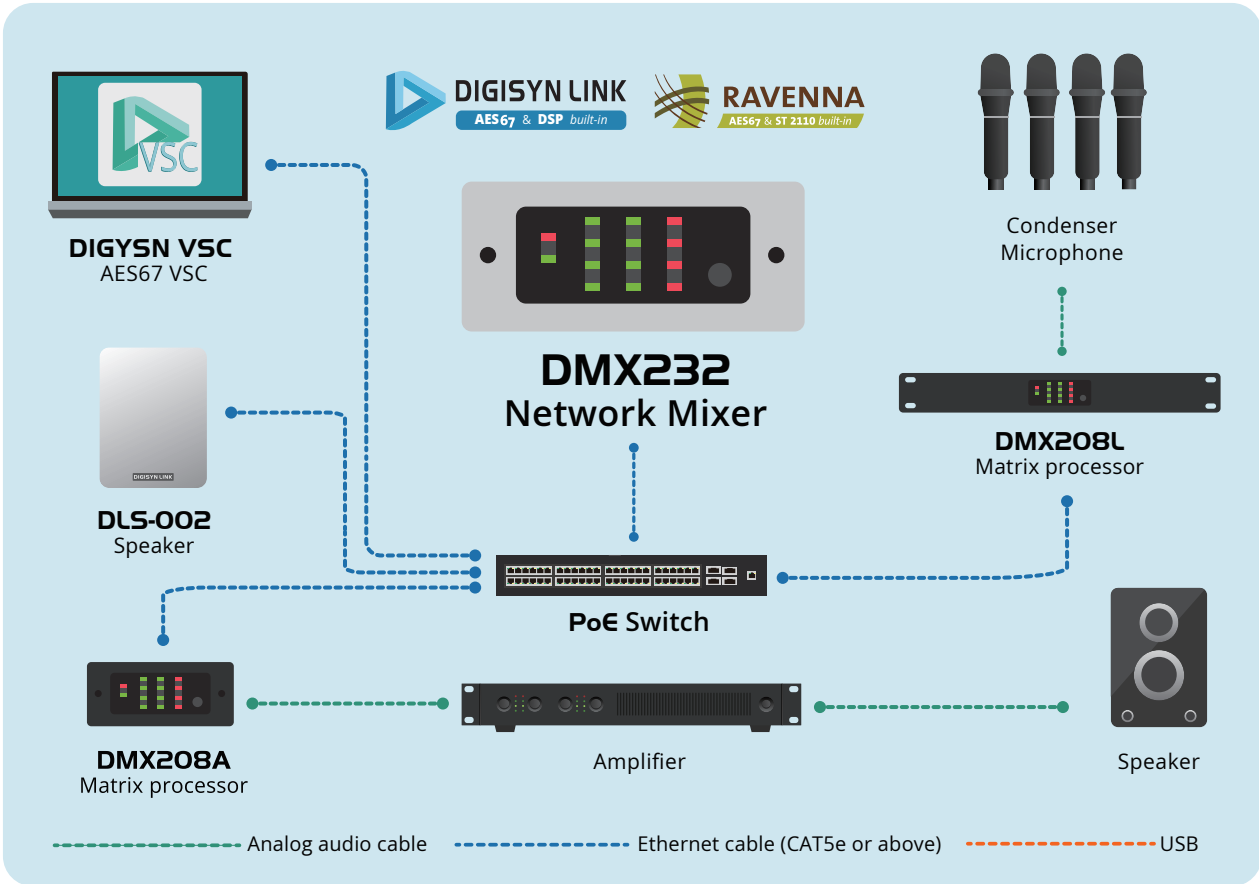 DIGISYN LINK
AES67 & DSP built-in
RAVENNA
AES67 & ST 2110 built-in
VSC
DIGYSN VSC
AES67 VSC
Condenser
Microphone
DMX232
Network Mixer
DMX208L
Matrix processor
DIGISYN LINK
DLS-002
Speaker
PoE Switch
DMX208A
Matrix processor
Amplifier
Speaker
Analog audio cable
Ethernet cable (CAT5e or above)
USB